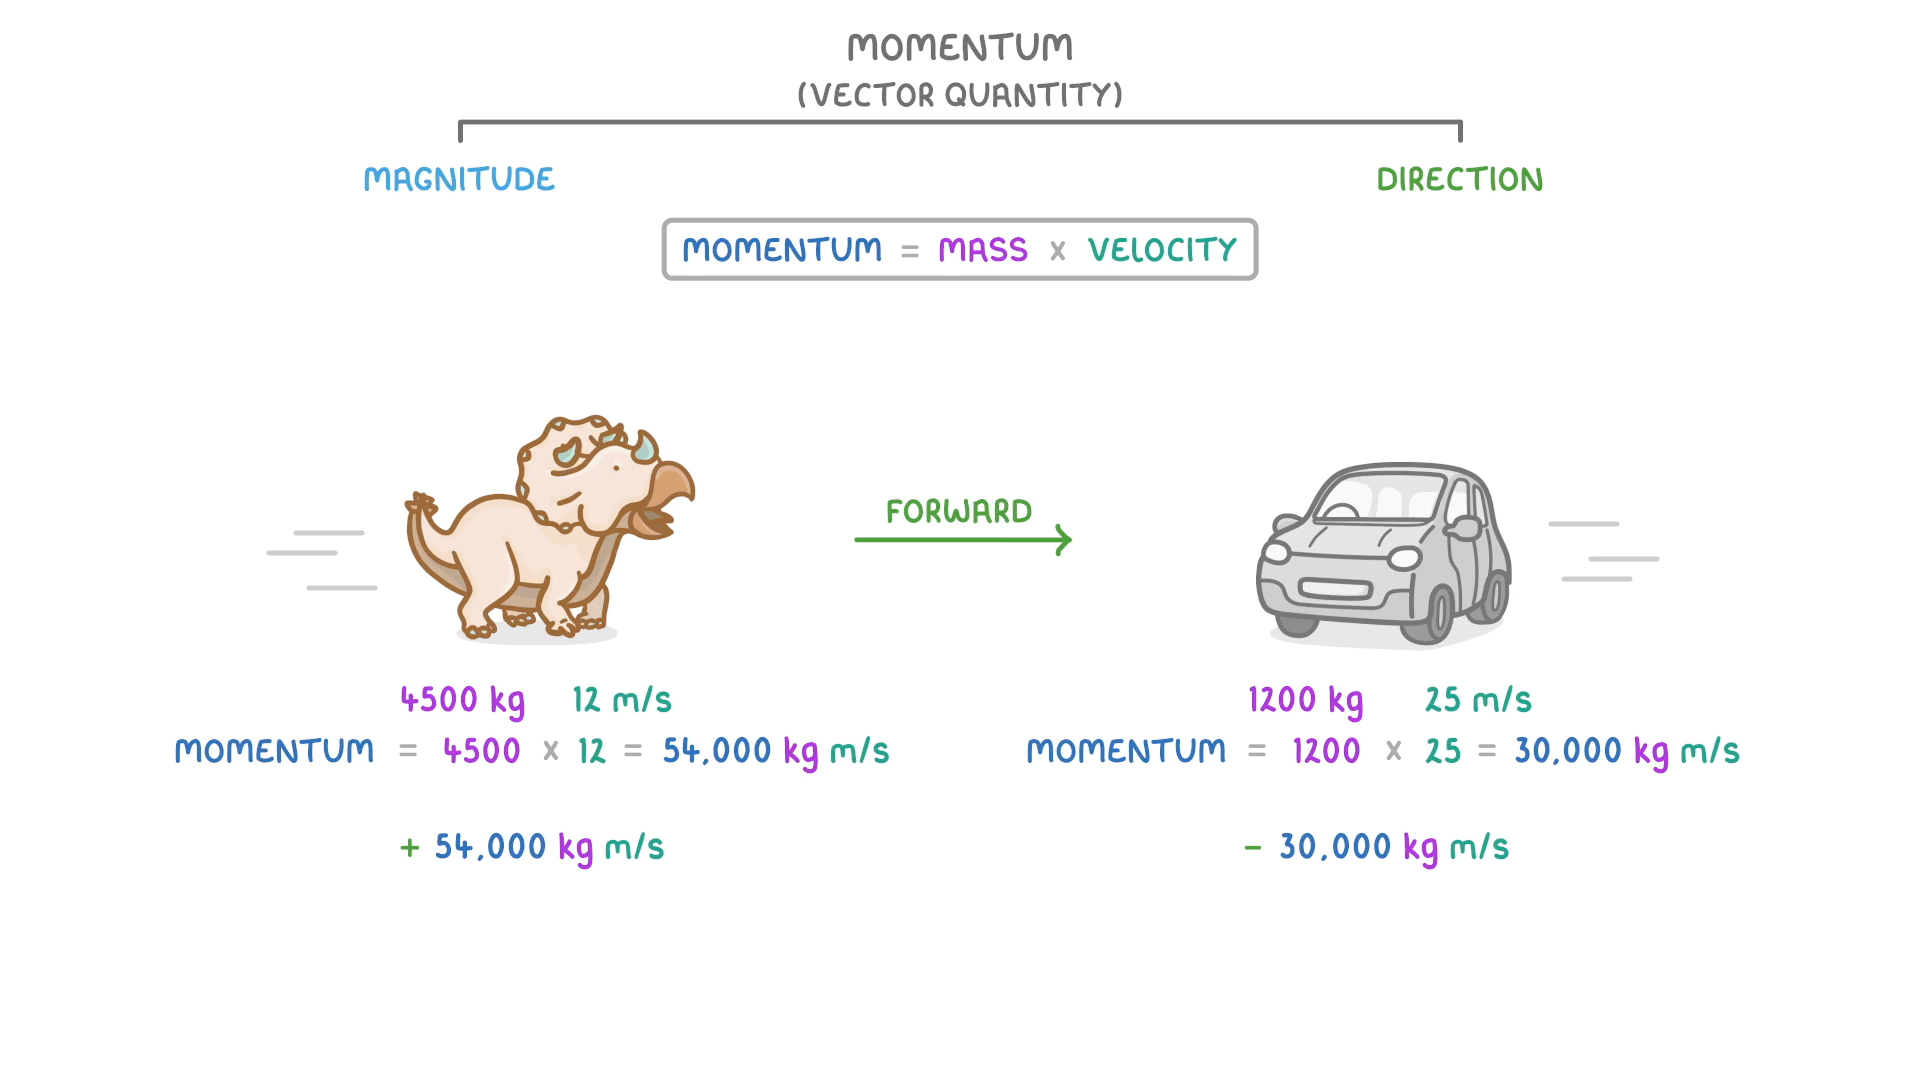 MOMENTUM
(VECTOR QUANTITY)
MAGNITUDE
DIRECTION
MOMENTUM = MASS x VELOCITY
FORWARD
4500 kg 12 m/s
MOMENTUM = 4500 x 12 = 54,000 kg m/s
+ 54,000 kg m/s
1200 kg 25 m/s
MOMENTUM = 1200 x 25 = 30,000 kg m/s
- 30,000 kg m/s